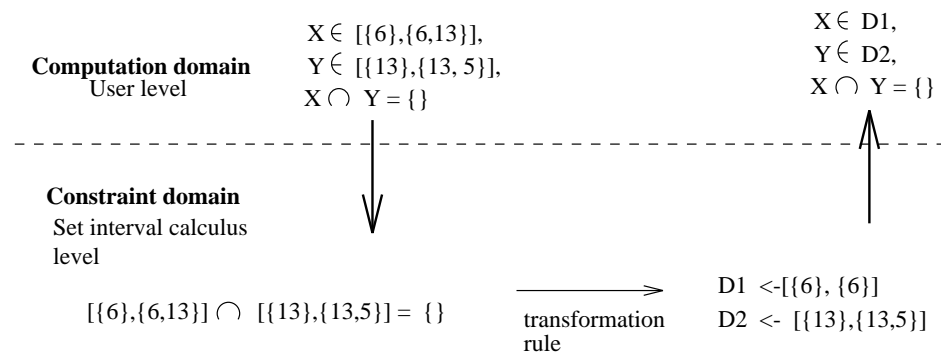 X ∈ [{6},{6,13}],
Y ∈ [{13},{13, 5}],
X ∩ Y = {}
Computation domain
User level
X ∈ D1,
Y ∈ D2,
X ∩ Y = {}
Constraint domain
Set interval calculus
level
[{6},{6,13}] ∩ [{13},{13,5}] = {}
transformation
rule
D1 <-[{6}, {6}]
D2 <- [{13},{13,5}]